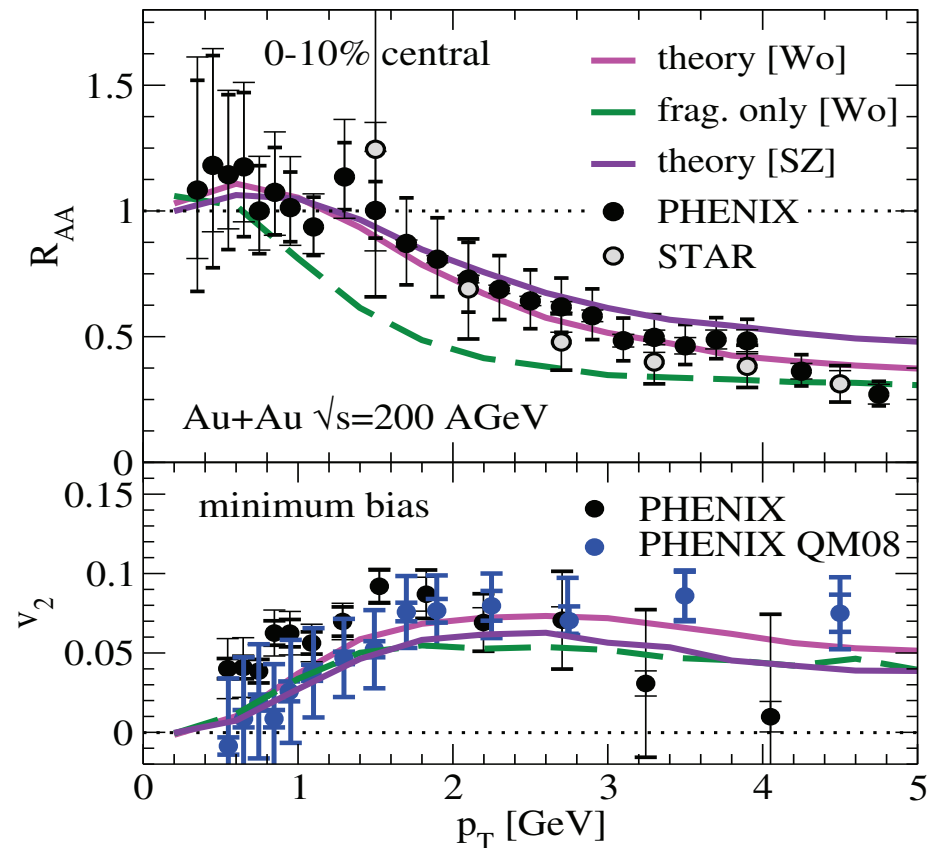 0-10% central
theory [Wo]
frag. only [Wo]
theory [SZ]
PHENIX
STAR
Au+Au √s=200 AGeV
R_AA
1.5
1
0.5
0
minimum bias
PHENIX
PHENIX QM08
v_2
0.15
0.1
0.05
0
0 1 2 3 4 5
p_T [GeV]